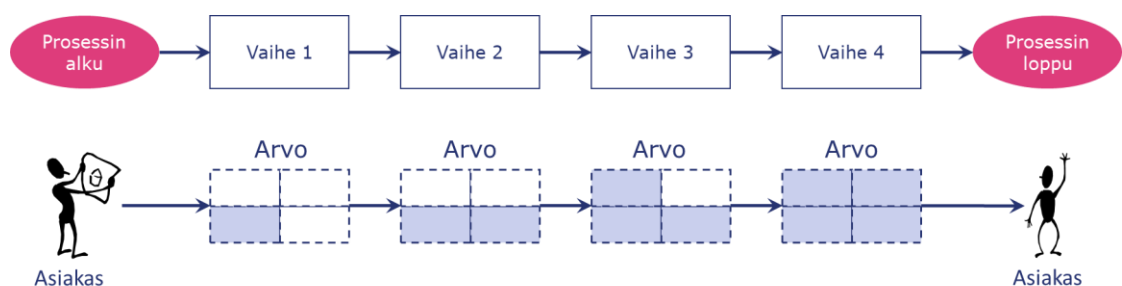 Prosessin
alku
Vaihe 1
Vaihe 2
Vaihe 3
Vaihe 4
Prosessin
loppu
Arvo
Arvo
Arvo
Arvo
Asiakas
Asiakas